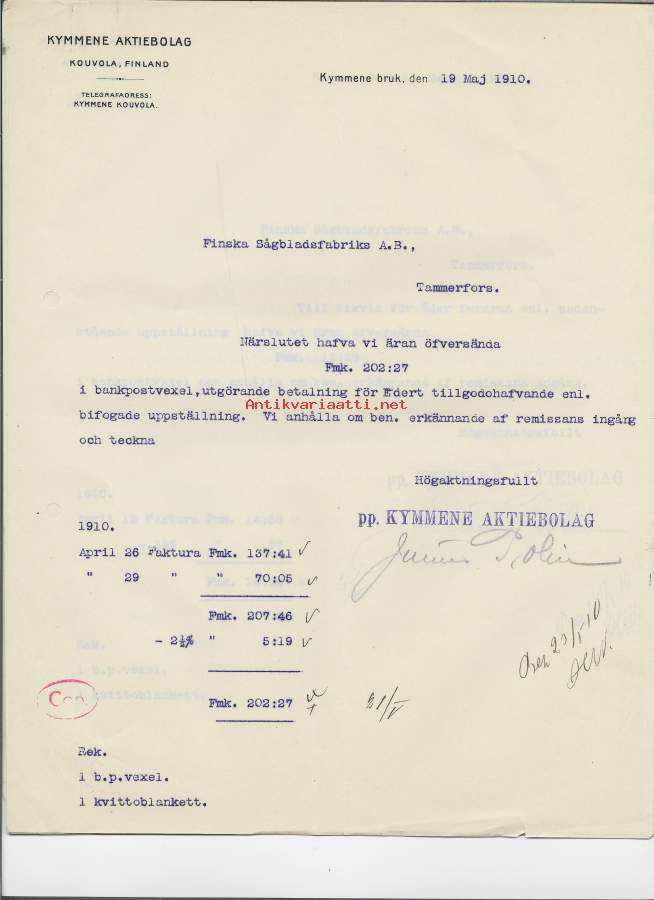 KYMMENE AKTIEBOLAG
KOUVOLA, FINLAND
TELEGRAFADRESS:
KYMMENE KOUVOLA.
Kymmene bruk, den 19 Maj 1910.
Finska Sågbladsfabriks A.B.,
Tammerfors.
Närslutet hafva vi äran öfversända
Fmk. 202:27
i bankpostvexel, utgörande betalning för Edert tillgodohafvande enl.
Antikvariaatti.net
bifogade uppställning. Vi anhålla om ben. erkännande af remissans ingång
och teckna
Högaktningsfullt
pp. KYMMENE AKTIEBOLAG
1910.
April 26 Faktura Fmk. 137:41
" 29 " " 70:05
Fmk. 207:46
- 2½% " 5:19
Fmk. 202:27
21/V
Rek.
1 b.p.vexel.
1 kvittoblankett.